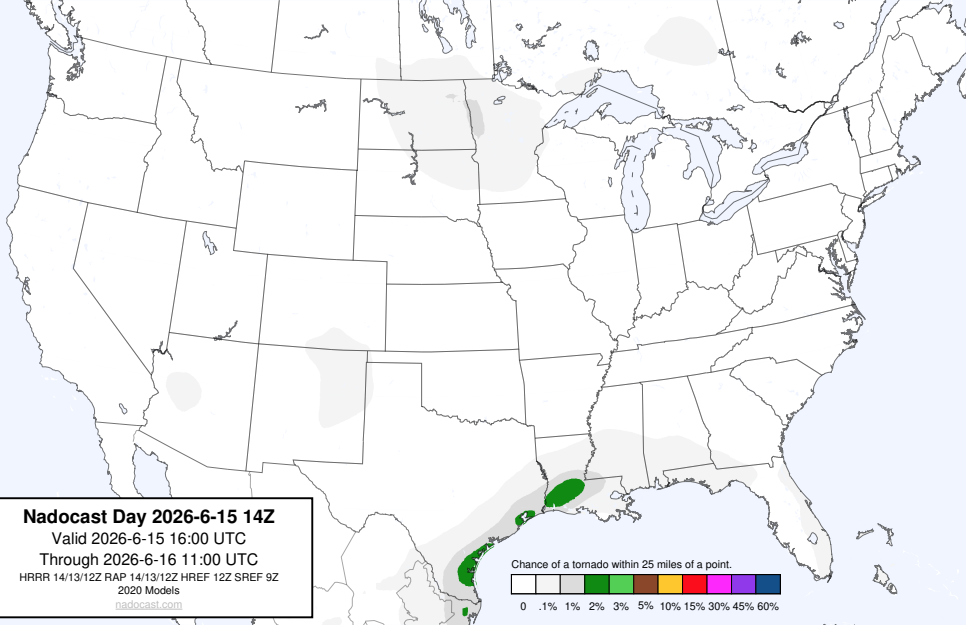 Nadocast Day 2026-6-15 14Z
Valid 2026-6-15 16:00 UTC
Through 2026-6-16 11:00 UTC
HRRR 14/13/12Z RAP 14/13/12Z HREF 12Z SREF 9Z
2020 Models
nadocast.com
Chance of a tornado within 25 miles of a point.
0 .1% 1% 2% 3% 5% 10% 15% 30% 45% 60%